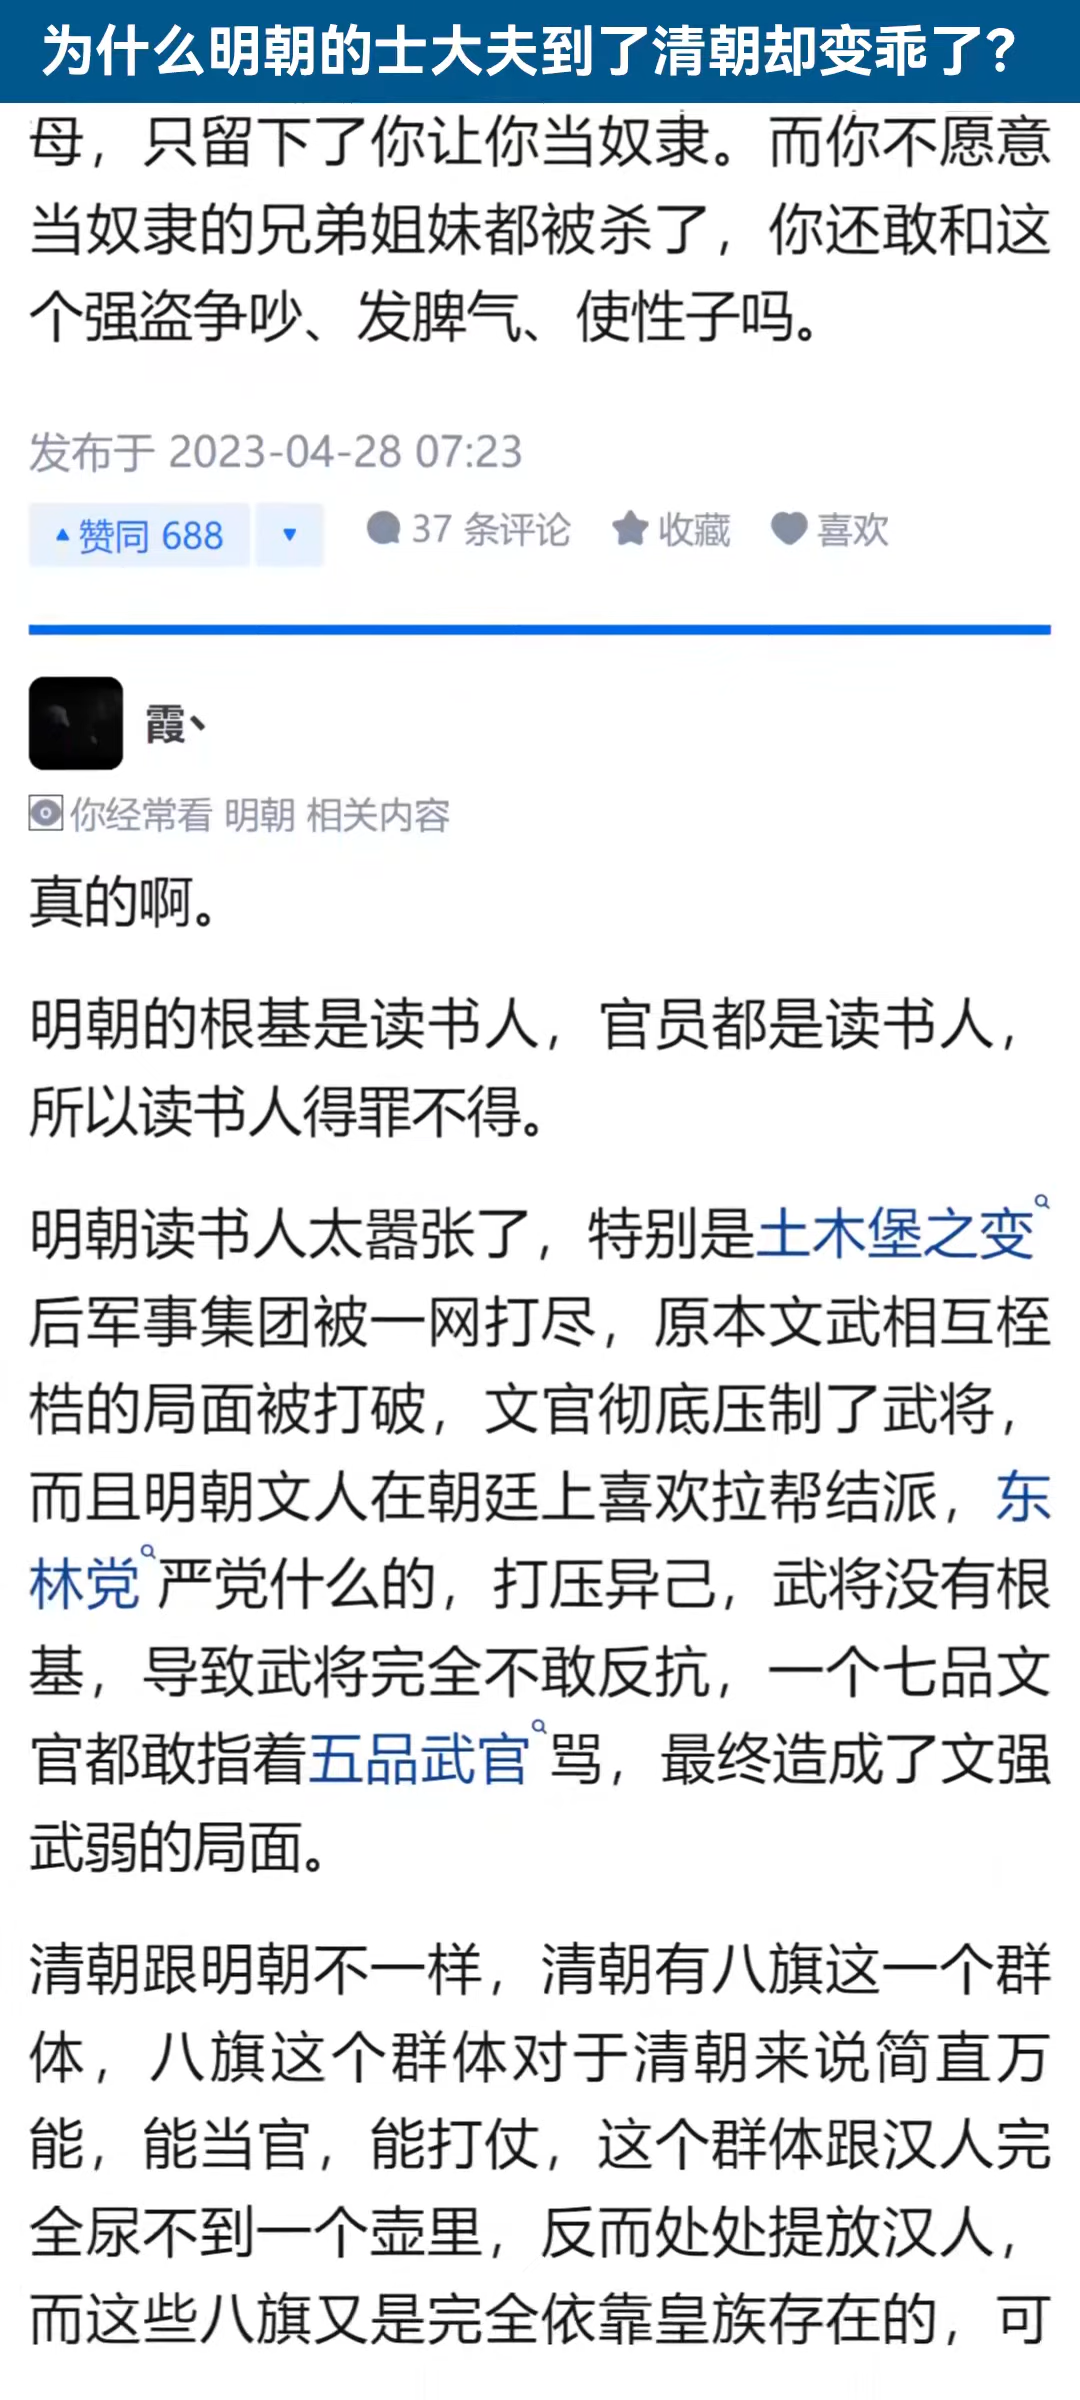 为什么明朝的士大夫到了清朝却变乖了?
母，只留下了你让你当奴隶。而你不愿意
当奴隶的兄弟姐妹都被杀了，你还敢和这
个强盗争吵、发脾气、使性子吗。
发布于 2023-04-28 07:23
赞同 688
37 条评论
收藏
喜欢
霞丶
你经常看 明朝 相关内容
真的啊。
明朝的根基是读书人，官员都是读书人，
所以读书人得罪不得。
明朝读书人太嚣张了，特别是土木堡之变
后军事集团被一网打尽，原本文武相互桎
梏的局面被打破，文官彻底压制了武将，
而且明朝文人在朝廷上喜欢拉帮结派，东
林党严党什么的，打压异己，武将没有根
基，导致武将完全不敢反抗，一个七品文
官都敢指着五品武官骂，最终造成了文强
武弱的局面。
清朝跟明朝不一样，清朝有八旗这一个群
体，八旗这个群体对于清朝来说简直万
能，能当官，能打仗，这个群体跟汉人完
全尿不到一个壶里，反而处处提放汉人，
而这些八旗又是完全依靠皇族存在的，可